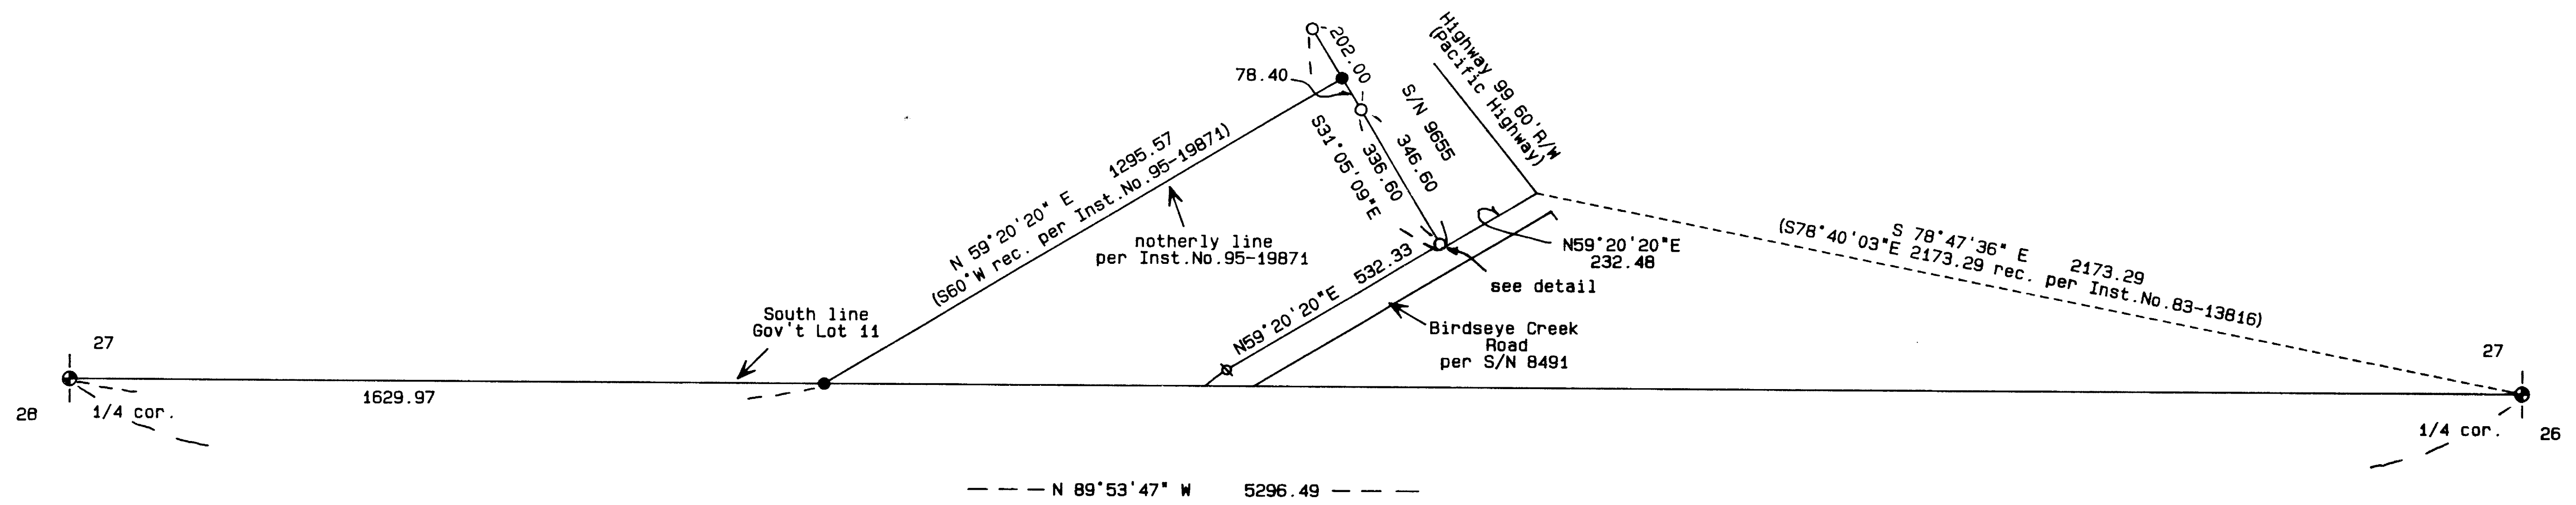 202.00
78.40
Highway 99 60'R/W
(Pacific Highway)
S/N 9655
346.60
336.60
S31°05'09"E
N 59°20'20" E 1295.57
(S60°W rec. per Inst.No.95-19871)
notherly line
per Inst.No.95-19871
N59°20'20"E
232.48
see detail
N59°20'20"E 532.33
Birdseye Creek
Road
per S/N 8491
S 78°47'36" E 2173.29
(S78°40'03"E 2173.29 rec. per Inst.No.83-13816)
South line
Gov't Lot 11
27
28
1/4 cor.
1629.97
27
26
1/4 cor.
N 89°53'47" W 5296.49